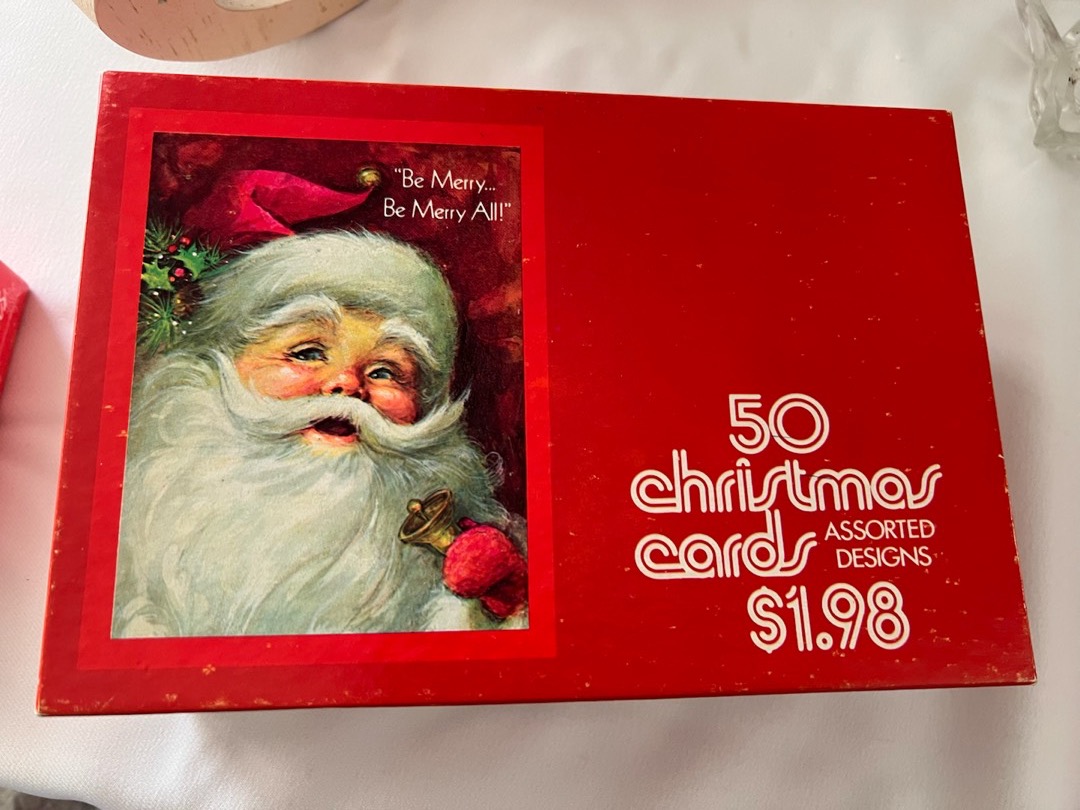 "Be Merry...
Be Merry All!"
50
christmas
cards ASSORTED
DESIGNS
$1.98